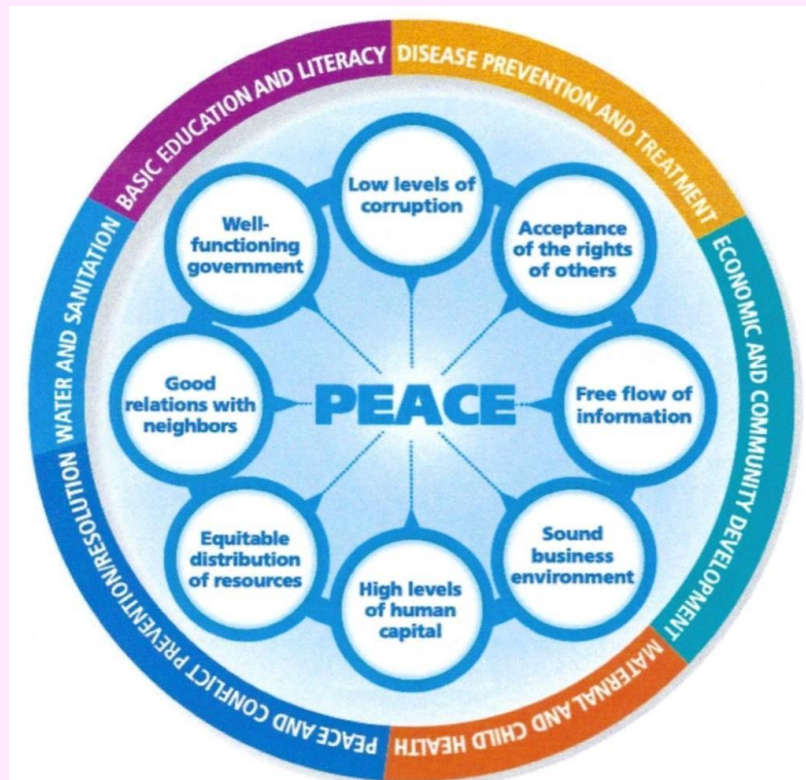 BASIC EDUCATION AND LITERACY
DISEASE PREVENTION AND TREATMENT
ECONOMIC AND COMMUNITY DEVELOPMENT
MATERNAL AND CHILD HEALTH
PEACE AND CONFLICT PREVENTION/RESOLUTION
WATER AND SANITATION
Low levels of
corruption
Acceptance
of the rights
of others
Free flow of
information
Sound
business
environment
High levels
of human
capital
Equitable
distribution
of resources
Good
relations with
neighbors
Well-
functioning
government
PEACE